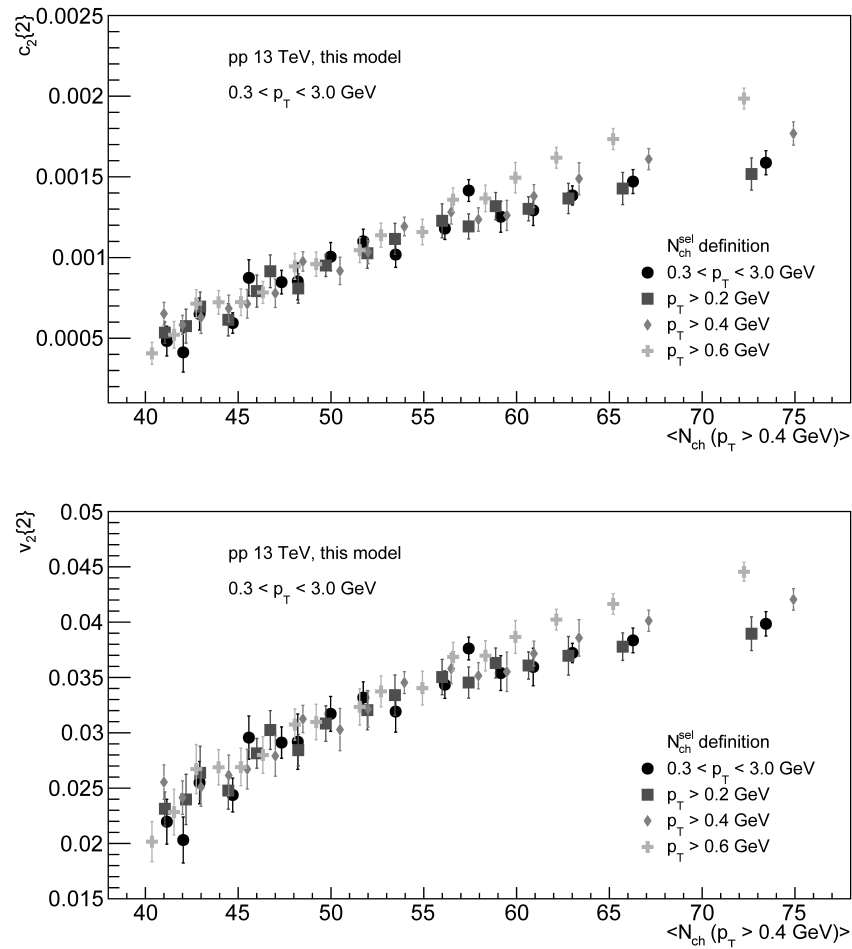 c₂{2}
0.0025
0.002
0.0015
0.001
0.0005
pp 13 TeV, this model
0.3 < p_T < 3.0 GeV
N_ch^sel definition
0.3 < p_T < 3.0 GeV
p_T > 0.2 GeV
p_T > 0.4 GeV
p_T > 0.6 GeV
40 45 50 55 60 65 70 75
<N_ch (p_T > 0.4 GeV)>
v₂{2}
0.05
0.045
0.04
0.035
0.03
0.025
0.02
0.015
pp 13 TeV, this model
0.3 < p_T < 3.0 GeV
N_ch^sel definition
0.3 < p_T < 3.0 GeV
p_T > 0.2 GeV
p_T > 0.4 GeV
p_T > 0.6 GeV
40 45 50 55 60 65 70 75
<N_ch (p_T > 0.4 GeV)>